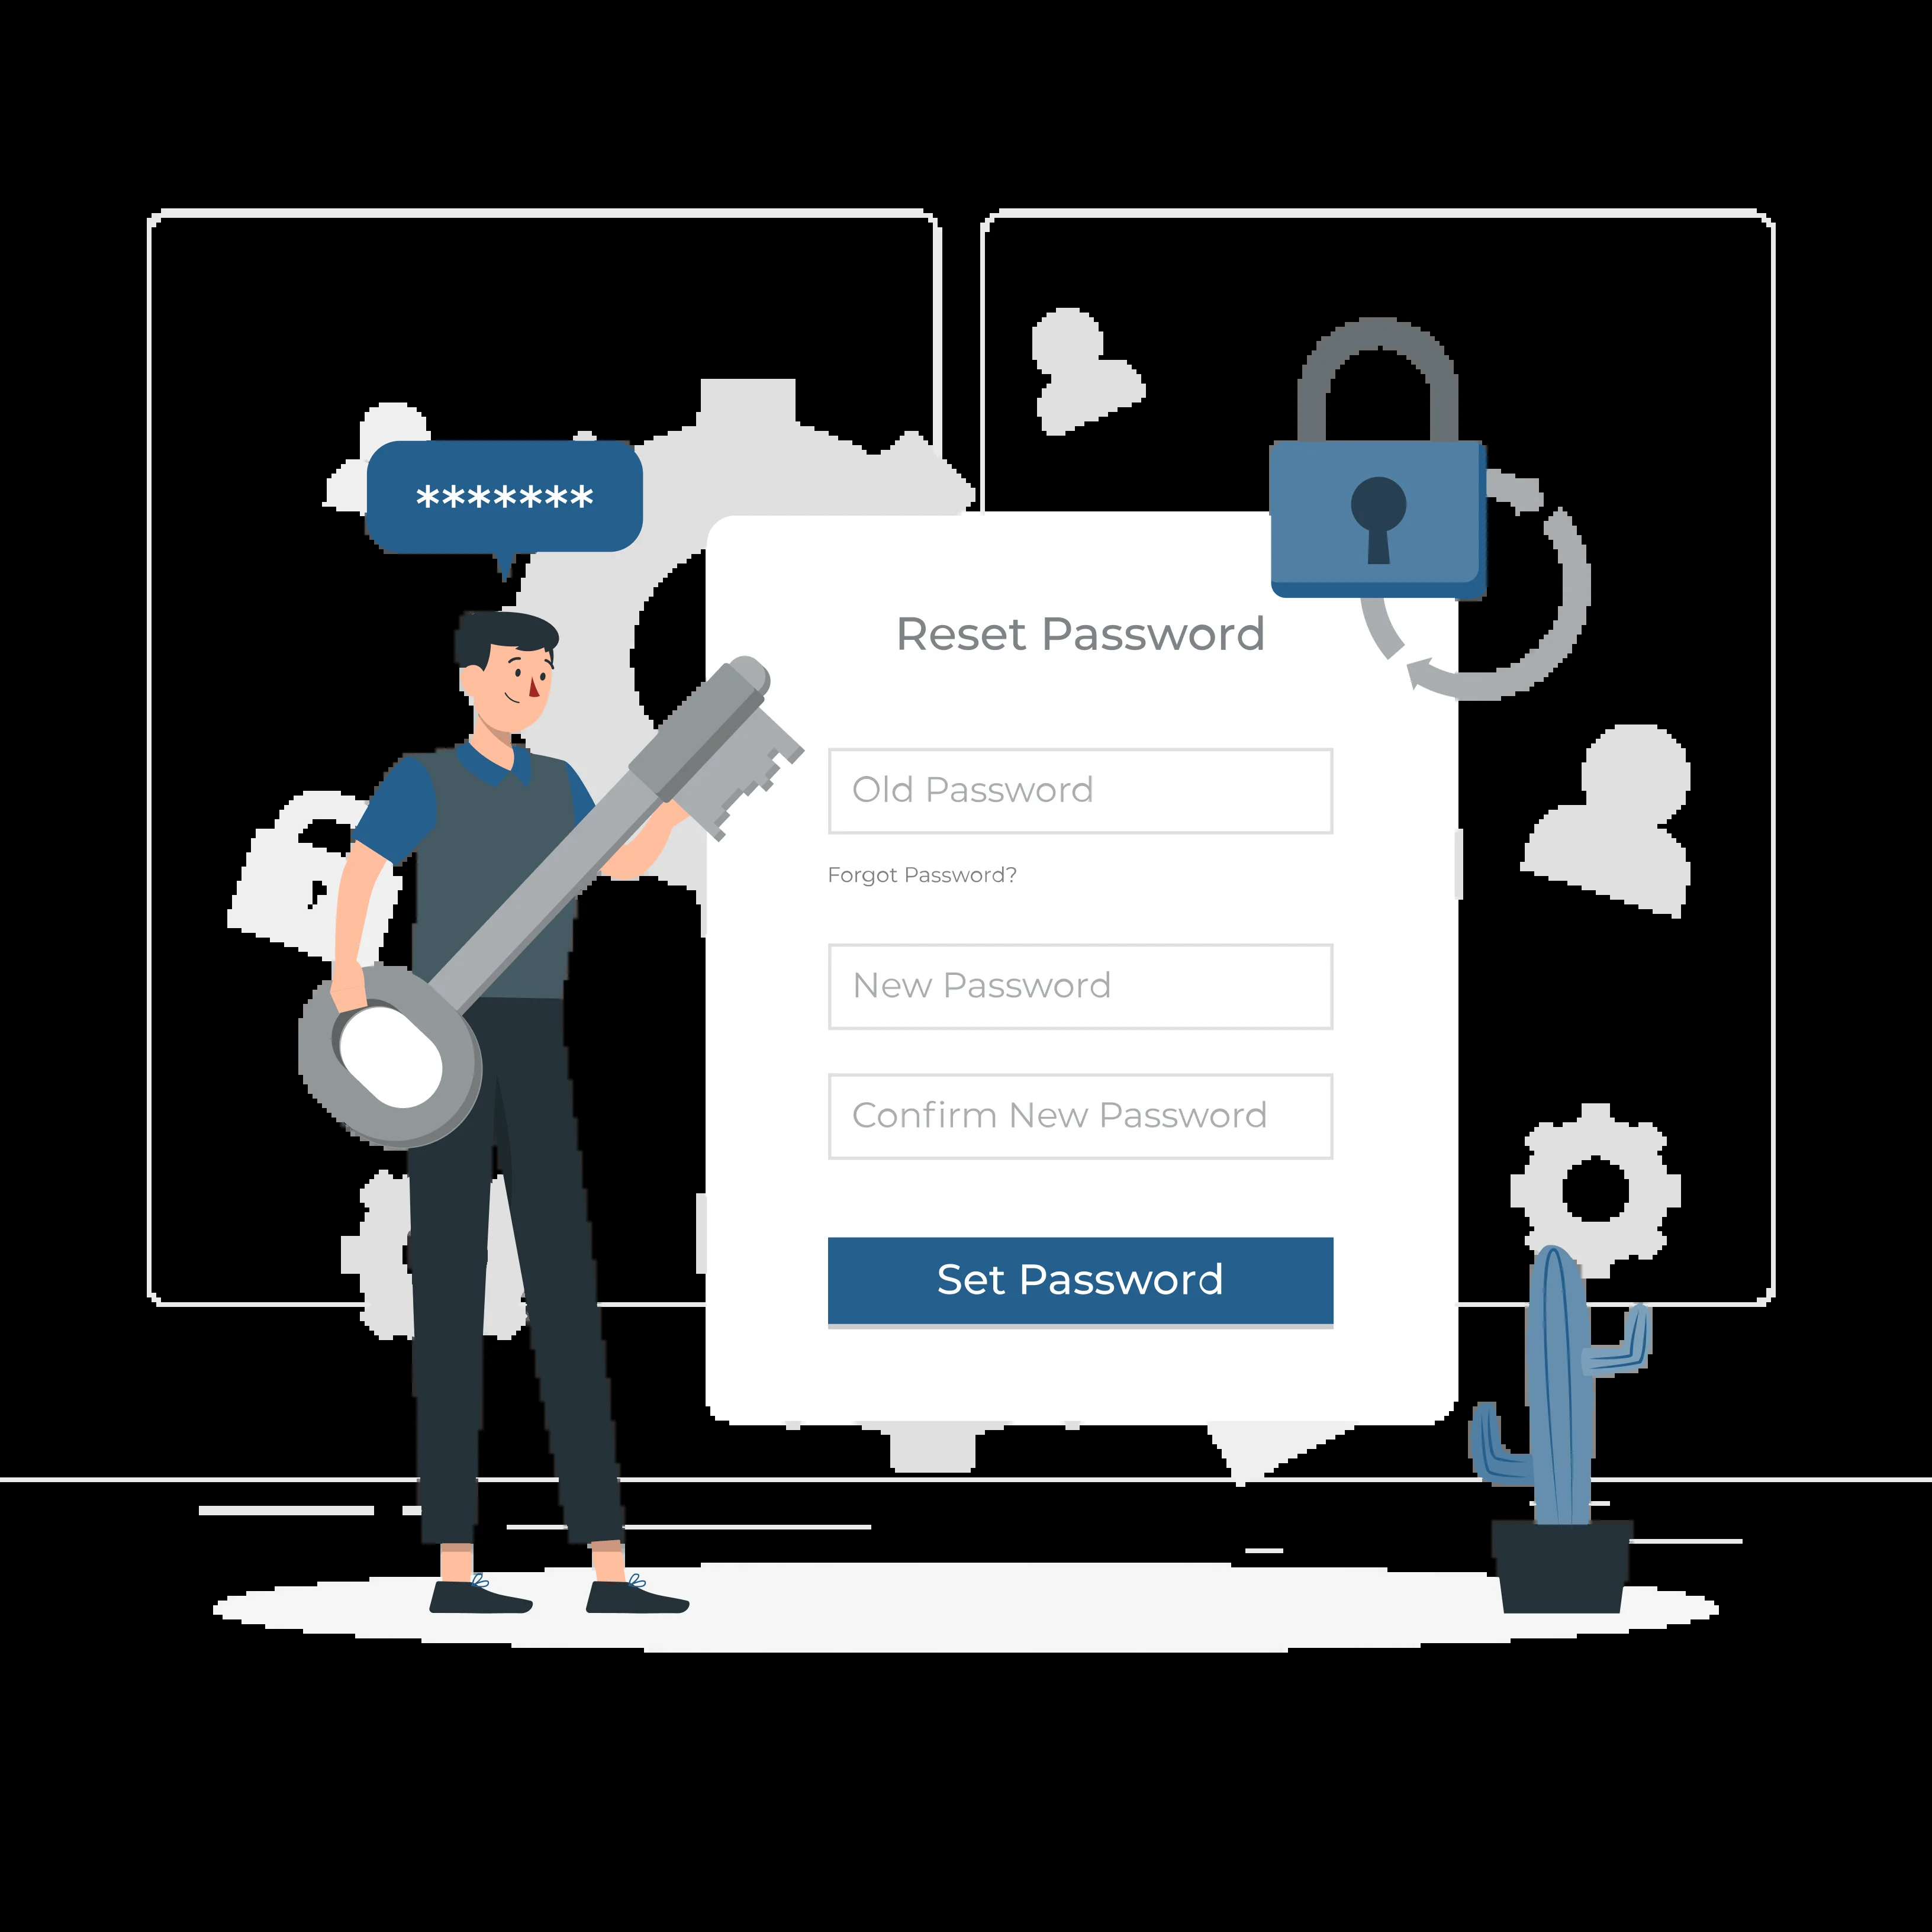 *******
Reset Password
Old Password
Forgot Password?
New Password
Confirm New Password
Set Password